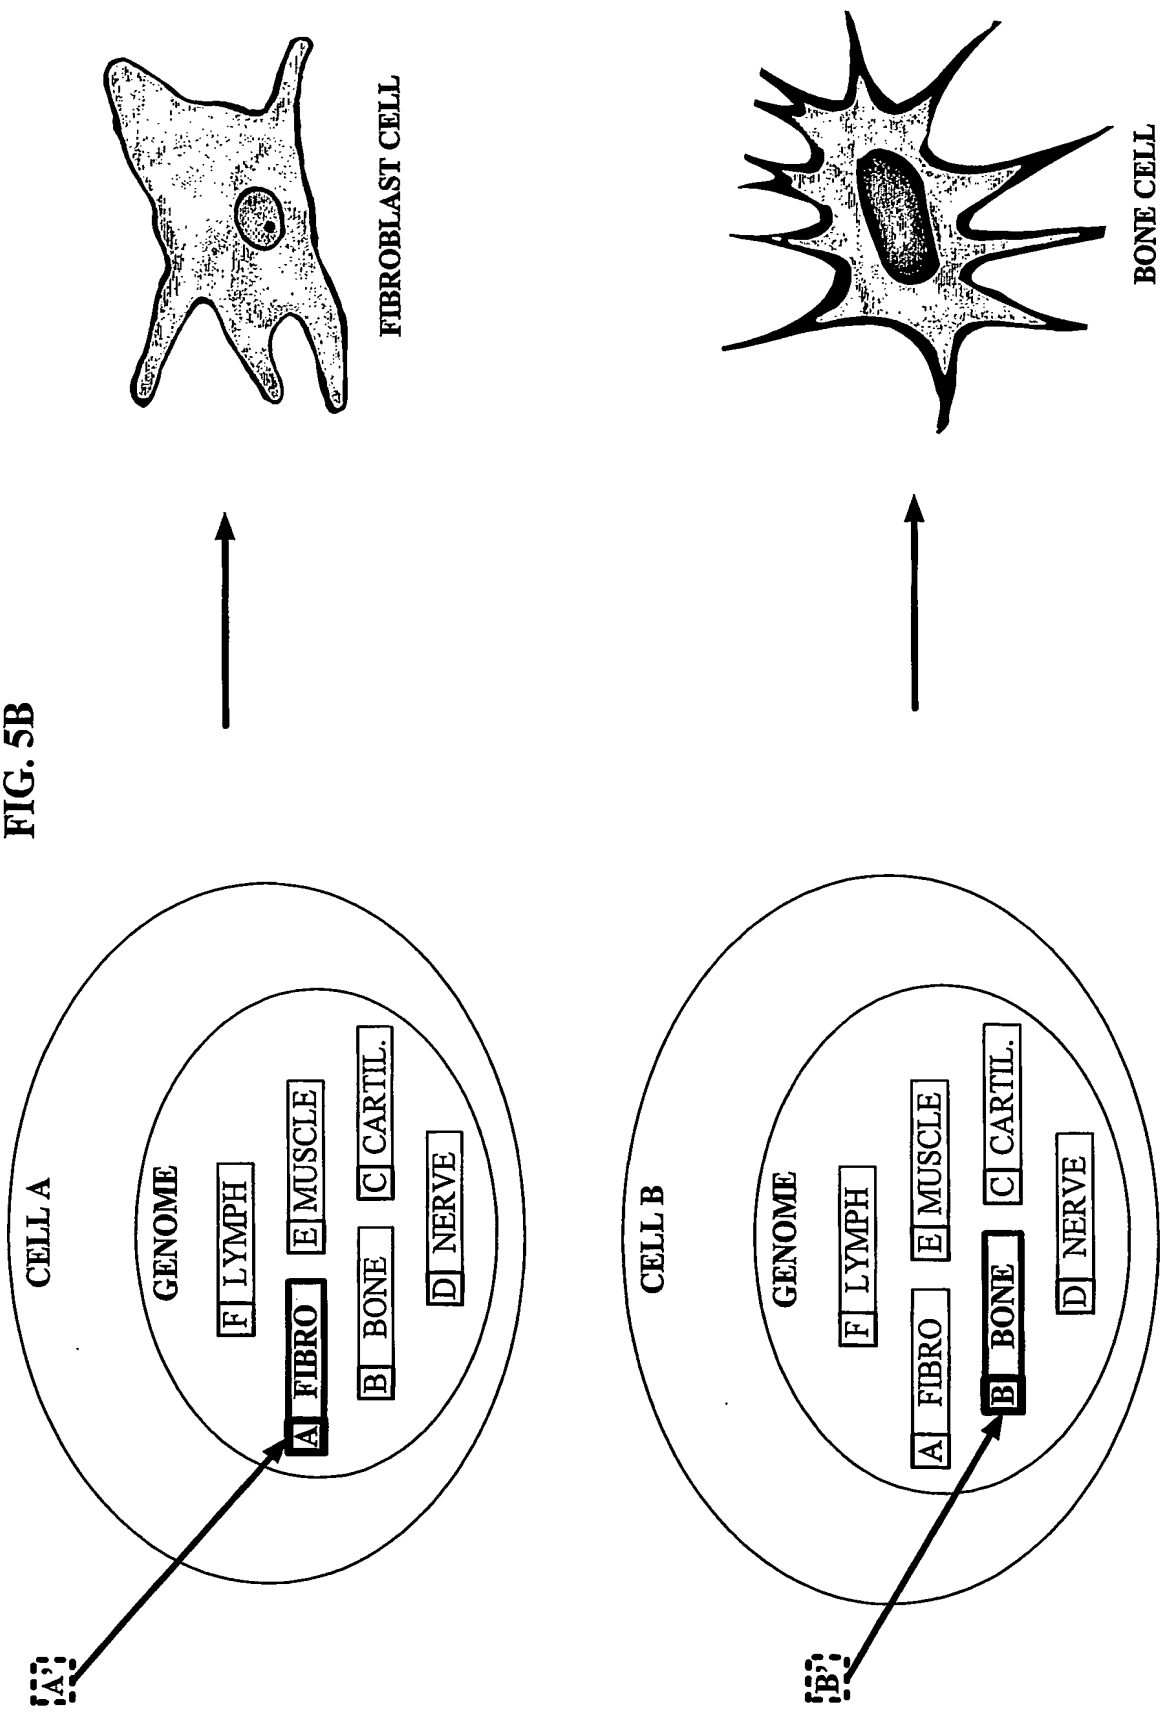 FIG. 5B
CELL A
GENOME
F LYMPH
A FIBRO
E MUSCLE
B BONE
C CARTIL.
D NERVE
A'
FIBROBLAST CELL
CELL B
GENOME
F LYMPH
A FIBRO
E MUSCLE
B BONE
C CARTIL.
D NERVE
B'
BONE CELL